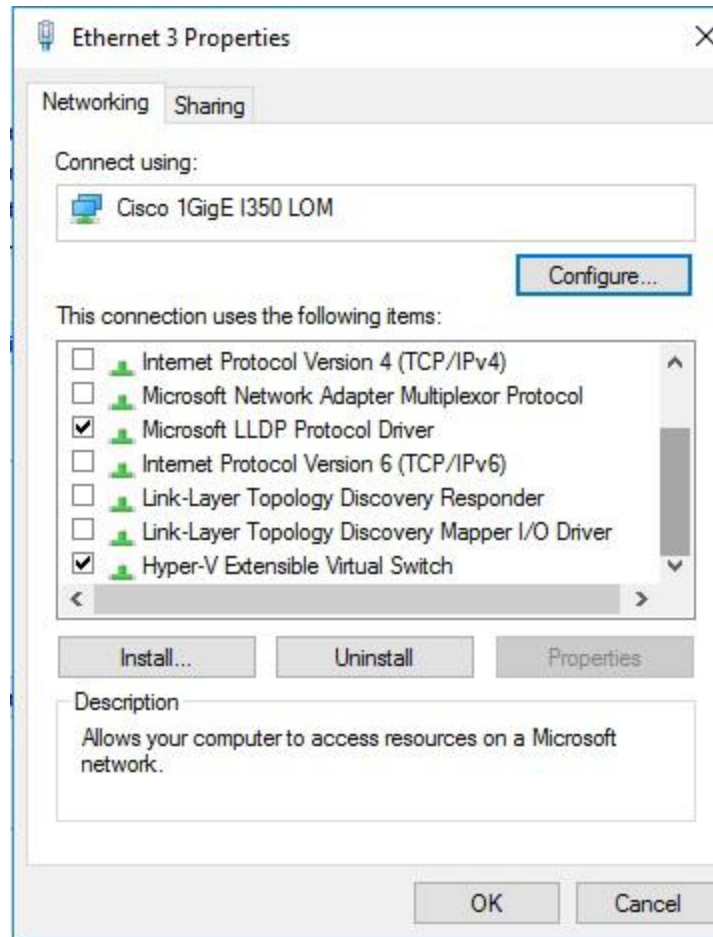 Ethernet 3 Properties
Networking
Sharing
Connect using:
Cisco 1GigE I350 LOM
Configure...
This connection uses the following items:
Internet Protocol Version 4 (TCP/IPv4)
Microsoft Network Adapter Multiplexor Protocol
Microsoft LLDP Protocol Driver
Internet Protocol Version 6 (TCP/IPv6)
Link-Layer Topology Discovery Responder
Link-Layer Topology Discovery Mapper I/O Driver
Hyper-V Extensible Virtual Switch
Install...
Uninstall
Properties
Description
Allows your computer to access resources on a Microsoft
network.
OK
Cancel